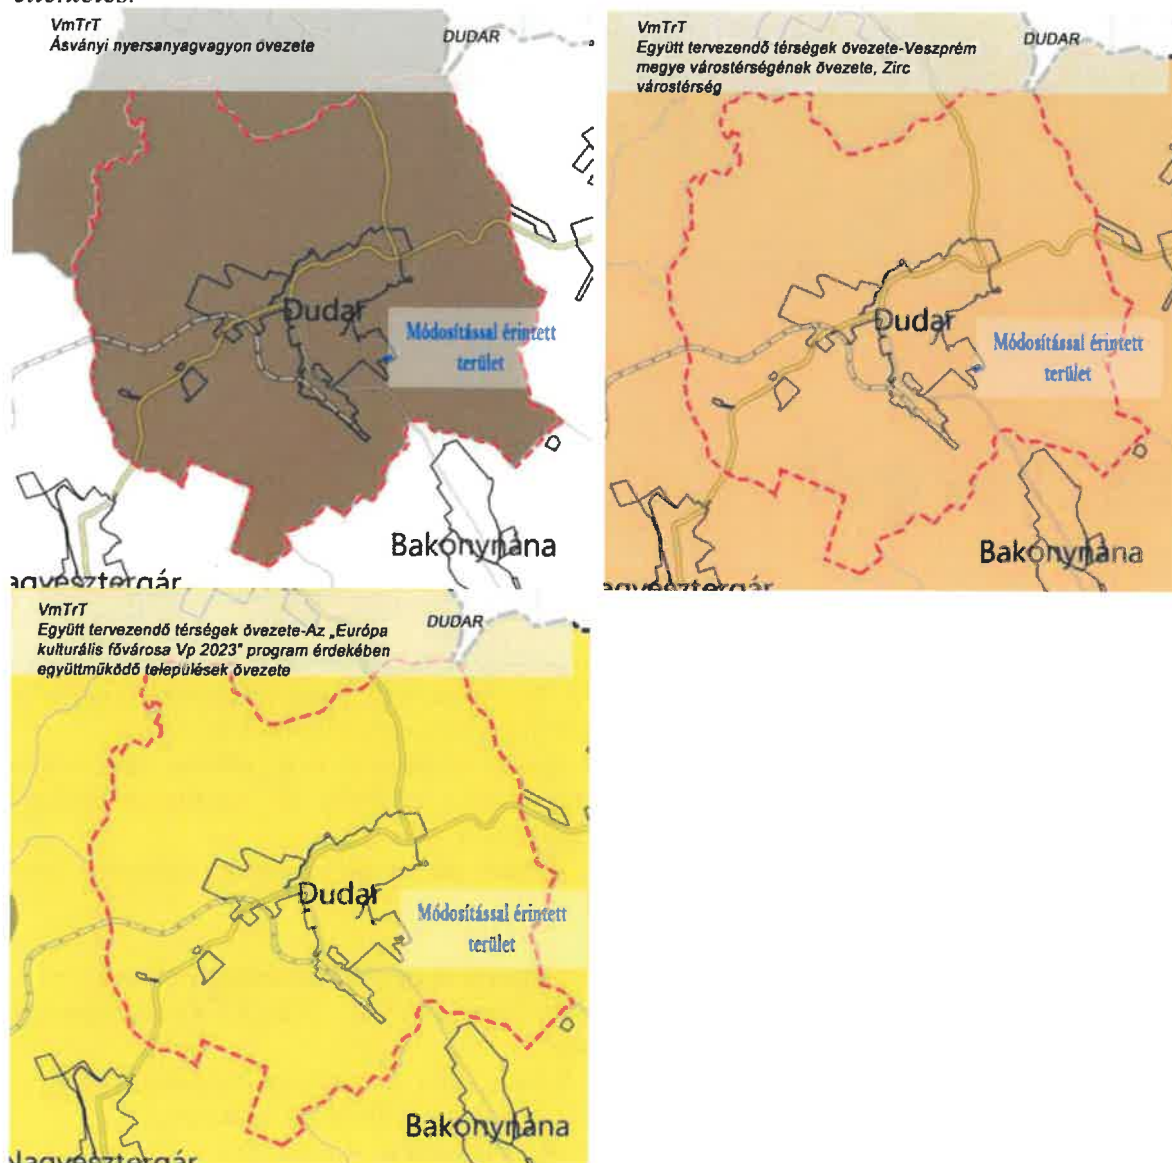 VmTrT
Ásványi nyersanyagvagyon övezete
DUDAR
Dudar
Módosítással érintett
terület
Bakonynána
VmTrT
Együtt tervezendő térségek övezete-Veszprém
megye várostérségének övezete, Zirc
várostérség
DUDAR
Dudar
Módosítással érintett
terület
Bakonynána
VmTrT
Együtt tervezendő térségek övezete-Az „Európa
kulturális fővárosa Vp 2023" program érdekében
együttműködő települések övezete
DUDAR
Dudar
Módosítással érintett
terület
Bakonynána
Nagyesztergár